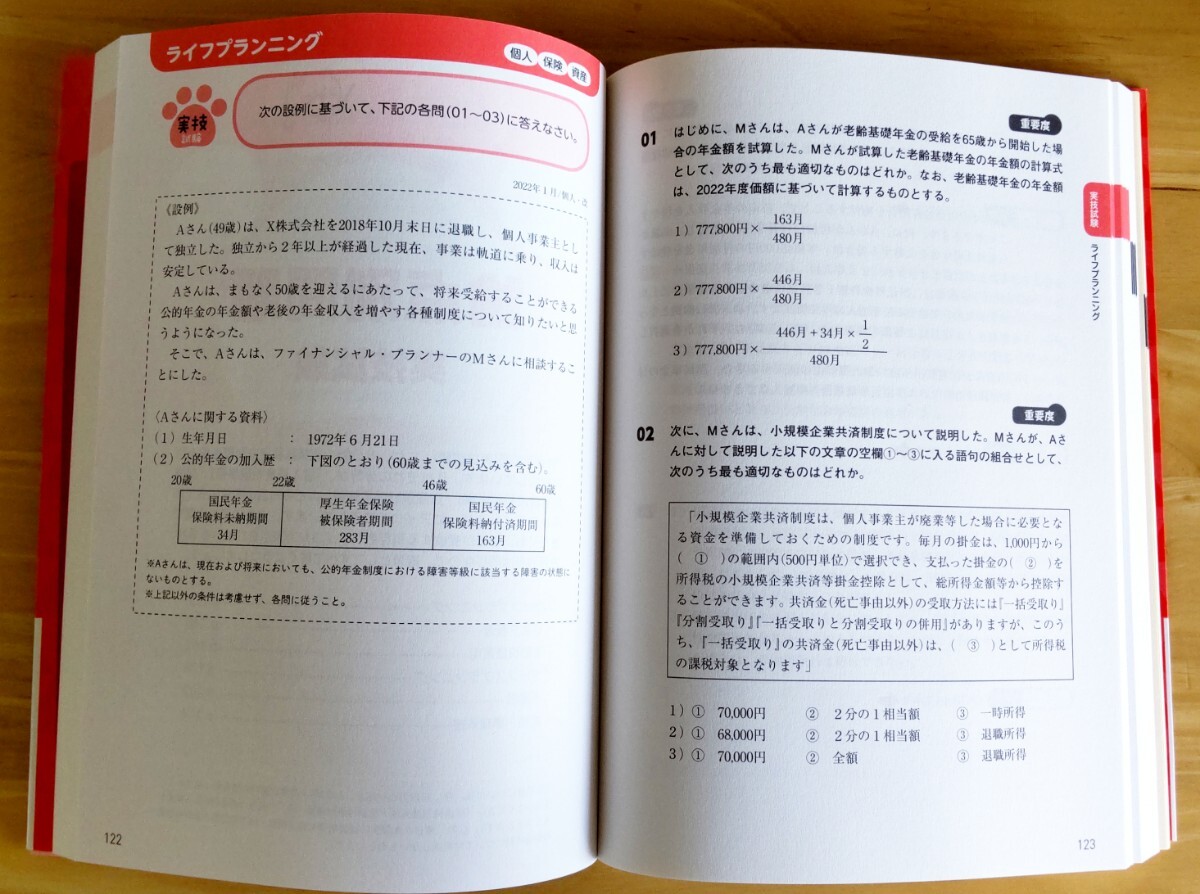 ライフプランニング
個人 保険 資産
実技
試験
次の設例に基づいて、下記の各問(01～03)に答えなさい。
2022年1月/個人・改
《設例》
Aさん(49歳)は、X株式会社を2018年10月末日に退職し、個人事業主とし
て独立した。独立から2年以上が経過した現在、事業は軌道に乗り、収入は
安定している。
Aさんは、まもなく50歳を迎えるにあたって、将来受給することができる
公的年金の年金額や老後の年金収入を増やす各種制度について知りたいと思
うようになった。
そこで、Aさんは、ファイナンシャル・プランナーのMさんに相談するこ
とにした。
〈Aさんに関する資料〉
(1) 生年月日 : 1972年6月21日
(2) 公的年金の加入歴 : 下図のとおり(60歳までの見込みを含む)。
20歳 22歳 46歳 60歳
国民年金 厚生年金保険 国民年金
保険料未納期間 被保険者期間 保険料納付済期間
34月 283月 163月
※Aさんは、現在および将来においても、公的年金制度における障害等級に該当する障害の状態に
ないものとする。
※上記以外の条件は考慮せず、各問に従うこと。
122
重要度
01 はじめに、Mさんは、Aさんが老齢基礎年金の受給を65歳から開始した場
合の年金額を試算した。Mさんが試算した老齢基礎年金の年金額の計算式
として、次のうち最も適切なものはどれか。なお、老齢基礎年金の年金額
は、2022年度価額に基づいて計算するものとする。
1) 777,800円×163月/480月
2) 777,800円×446月/480月
3) 777,800円×(446月+34月×1/2)/480月
重要度
02 次に、Mさんは、小規模企業共済制度について説明した。Mさんが、Aさ
んに対して説明した以下の文章の空欄①～③に入る語句の組合せとして、
次のうち最も適切なものはどれか。
「小規模企業共済制度は、個人事業主が廃業等した場合に必要とな
る資金を準備しておくための制度です。毎月の掛金は、1,000円から
( ① )の範囲内(500円単位)で選択でき、支払った掛金の( ② )を
所得税の小規模企業共済等掛金控除として、総所得金額等から控除す
ることができます。共済金(死亡事由以外)の受取方法には『一括受取り』
『分割受取り』『一括受取りと分割受取りの併用』がありますが、このう
ち、『一括受取り』の共済金(死亡事由以外)は、( ③ )として所得税
の課税対象となります」
1) ① 70,000円 ② 2分の1相当額 ③ 一時所得
2) ① 68,000円 ② 2分の1相当額 ③ 退職所得
3) ① 70,000円 ② 全額 ③ 退職所得
実技試験
ライフプランニング
123